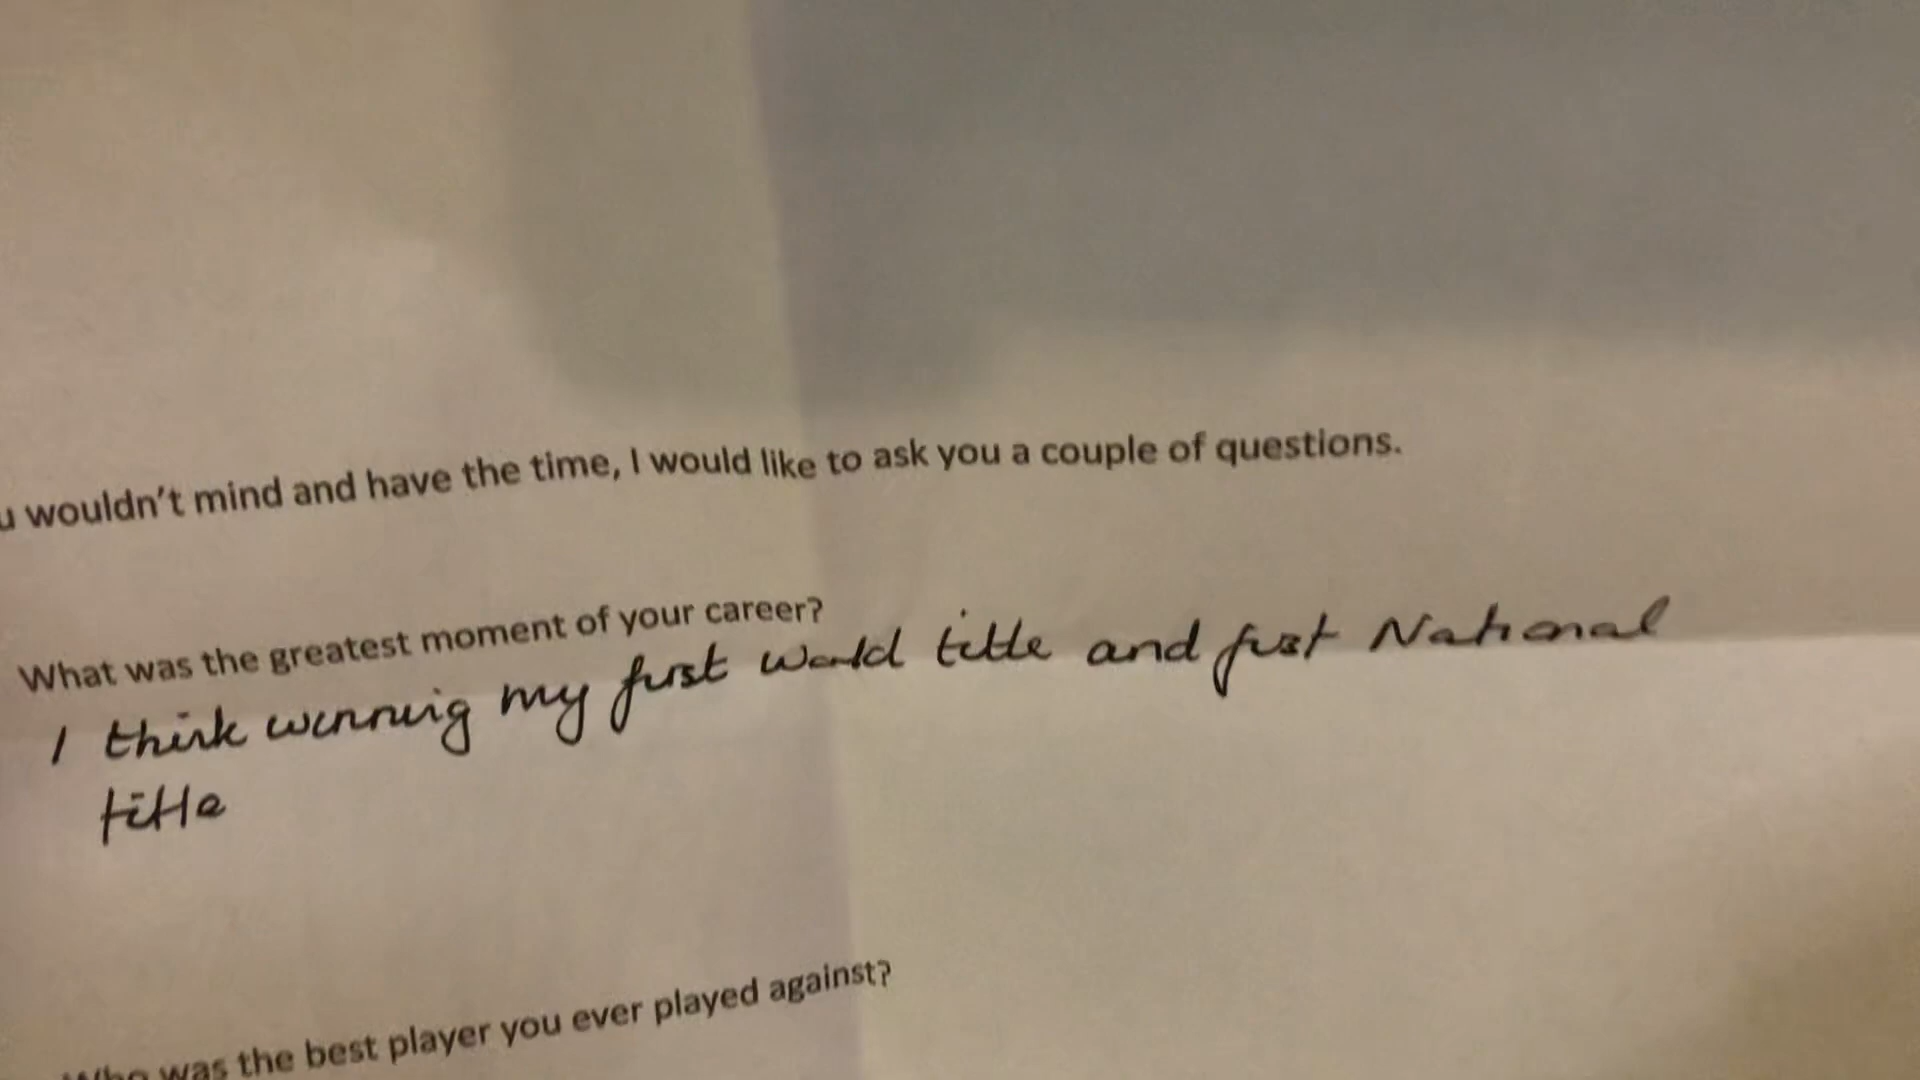 wouldn't mind and have the time, I would like to ask you a couple of questions.
What was the greatest moment of your career?
I think winning my first world title and first National
title
Who was the best player you ever played against?